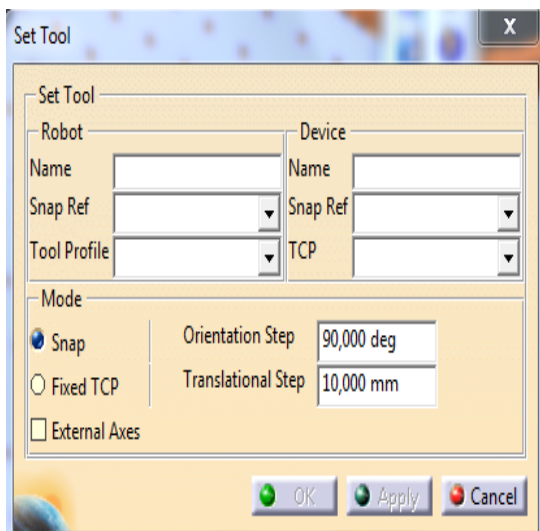 Set Tool
X
Set Tool
Robot
Device
Name
Name
Snap Ref
Snap Ref
Tool Profile
TCP
Mode
Snap
Orientation Step
90,000 deg
Fixed TCP
Translational Step
10,000 mm
External Axes
OK
Apply
Cancel